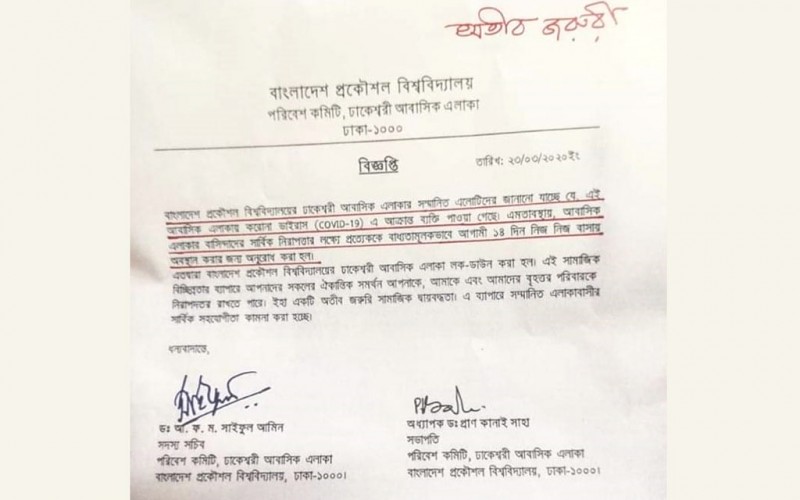 অতীব জরুরী
বাংলাদেশ প্রকৌশল বিশ্ববিদ্যালয়
পরিবেশ কমিটি, ঢাকেশ্বরী আবাসিক এলাকা
ঢাকা-১০০০
বিজ্ঞপ্তি
তারিখ: ২৩/০৩/২০২০ইং
বাংলাদেশ প্রকৌশল বিশ্ববিদ্যালয়ের ঢাকেশ্বরী আবাসিক এলাকার সম্মানিত এলোটিদের জানানো যাচ্ছে যে, এই
আবাসিক এলাকায় করোনা ভাইরাস (COVID-19) এ আক্রান্ত ব্যক্তি পাওয়া গেছে। এমতাবস্থায়, আবাসিক
এলাকার বাসিন্দাদের সার্বিক নিরাপত্তার লক্ষ্যে প্রত্যেককে বাধ্যতামূলকভাবে আগামী ১৪ দিন নিজ নিজ বাসায়
অবস্থান করার জন্য অনুরোধ করা হল।
এতদ্বারা বাংলাদেশ প্রকৌশল বিশ্ববিদ্যালয়ের ঢাকেশ্বরী আবাসিক এলাকা লক-ডাউন করা হল। এই সামাজিক
বিচ্ছিন্নতার ব্যাপারে আপনাদের সকলের ঐকান্তিক সমর্থন আপনাকে, আমাকে এবং আমাদের বৃহত্তর পরিবারকে
নিরাপদতর রাখতে পারে। ইহা একটি অতীব জরুরি সামাজিক দায়বদ্ধতা। এ ব্যাপারে সম্মানিত এলাকাবাসীর
সার্বিক সহযোগীতা কামনা করা হচ্ছে।
ধন্যবাদান্তে,
ডঃ আ. ফ. ম. সাইফুল আমিন
সদস্য সচিব
পরিবেশ কমিটি, ঢাকেশ্বরী আবাসিক এলাকা
বাংলাদেশ প্রকৌশল বিশ্ববিদ্যালয়, ঢাকা-১০০০।
অধ্যাপক ডঃ প্রাণ কানাই সাহা
সভাপতি
পরিবেশ কমিটি, ঢাকেশ্বরী আবাসিক এলাকা
বাংলাদেশ প্রকৌশল বিশ্ববিদ্যালয়, ঢাকা-১০০০।